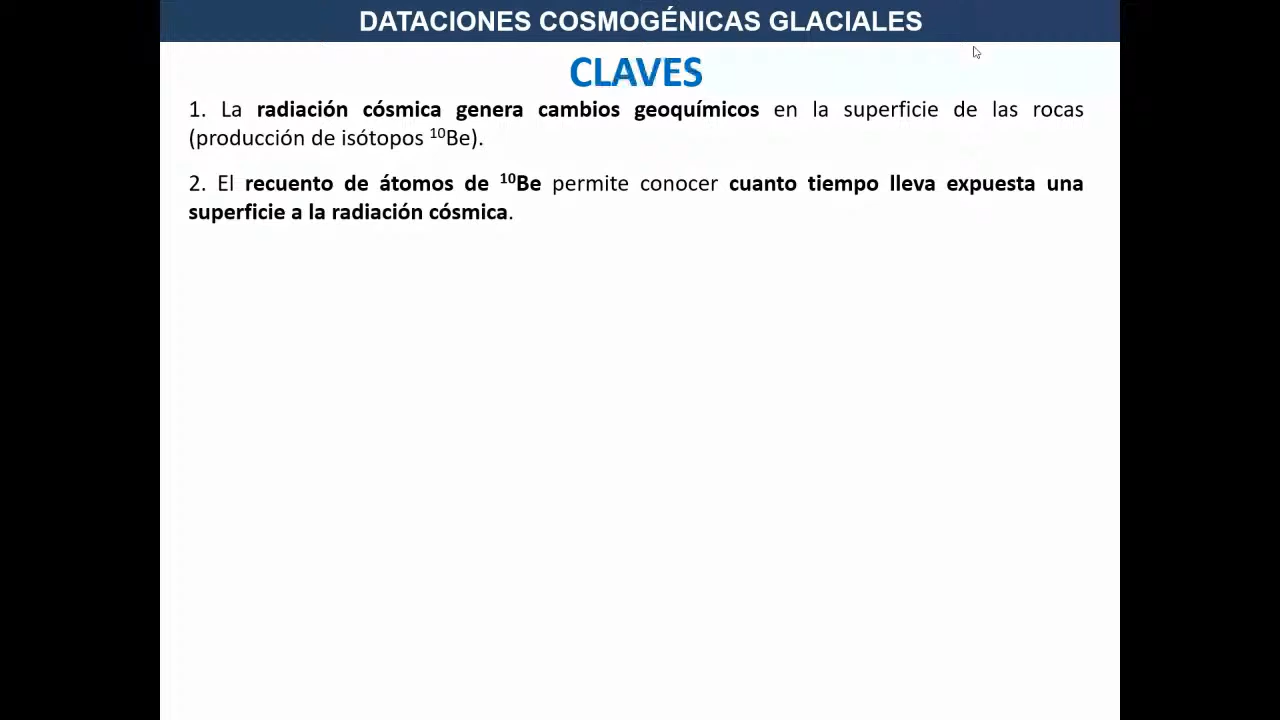 DATACIONES COSMOGÉNICAS GLACIALES
CLAVES
1. La radiación cósmica genera cambios geoquímicos en la superficie de las rocas
(producción de isótopos ¹⁰Be).
2. El recuento de átomos de ¹⁰Be permite conocer cuanto tiempo lleva expuesta una
superficie a la radiación cósmica.